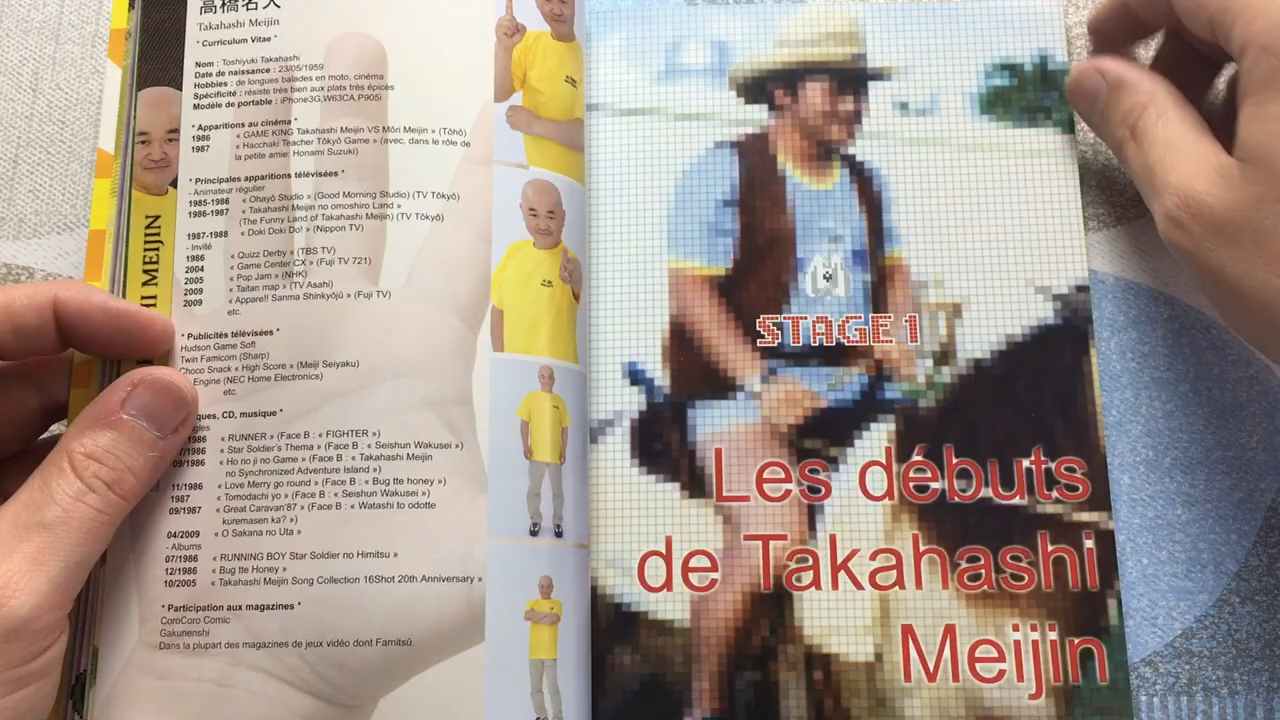 高橋名人
Takahashi Meijin
* Curriculum Vitae *
Nom : Toshiyuki Takahashi
Date de naissance : 23/05/1959
Hobbies : de longues balades en moto, cinéma
Spécificité : résiste très bien aux plats très épicés
Modèle de portable : iPhone3G,W63CA,P905i
* Apparitions au cinéma *
1986 « GAME KING Takahashi Meijin VS Môri Meijin » (Tôhô)
1987 « Hacchaki Teacher Tôkyô Game » (avec, dans le rôle de
la petite amie: Honami Suzuki)
* Principales apparitions télévisées *
- Animateur régulier
1985-1986 « Ohayô Studio » (Good Morning Studio) (TV Tôkyô)
1986-1987 « Takahashi Meijin no omoshiro Land »
(The Funny Land of Takahashi Meijin) (TV Tôkyô)
1987-1988 « Doki Doki Do! » (Nippon TV)
- Invité
1986 « Quizz Derby » (TBS TV)
2004 « Game Center CX » (Fuji TV 721)
2005 « Pop Jam » (NHK)
2009 « Taitan map » (TV Asahi)
2009 « Appare!! Sanma Shinkyôjû » (Fuji TV)
etc.
* Publicités télévisées *
Hudson Game Soft
Twin Famicom (Sharp)
Choco Snack « High Score » (Meiji Seiyaku)
Engine (NEC Home Electronics)
etc.
ques, CD, musique *
gles
1986 « RUNNER » (Face B : « FIGHTER »)
/1986 « Star Soldier's Thema » (Face B : « Seishun Wakusei »)
09/1986 « Ho no ji no Game » (Face B : « Takahashi Meijin
no Synchronized Adventure Island »)
11/1986 « Love Merry go round » (Face B : « Bug tte honey »)
1987 « Tomodachi yo » (Face B : « Seishun Wakusei »)
09/1987 « Great Caravan'87 » (Face B : « Watashi to odotte
kuremasen ka? »)
04/2009 « O Sakana no Uta »
- Albums
07/1986 « RUNNING BOY Star Soldier no Himitsu »
12/1986 « Bug tte Honey »
10/2005 « Takahashi Meijin Song Collection 16Shot 20th.Anniversary »
* Participation aux magazines *
CoroCoro Comic
Gakunenshi
Dans la plupart des magazines de jeux vidéo dont Famitsû.
HI MEIJIN
STAGE 1
Les débuts
de Takahashi
Meijin